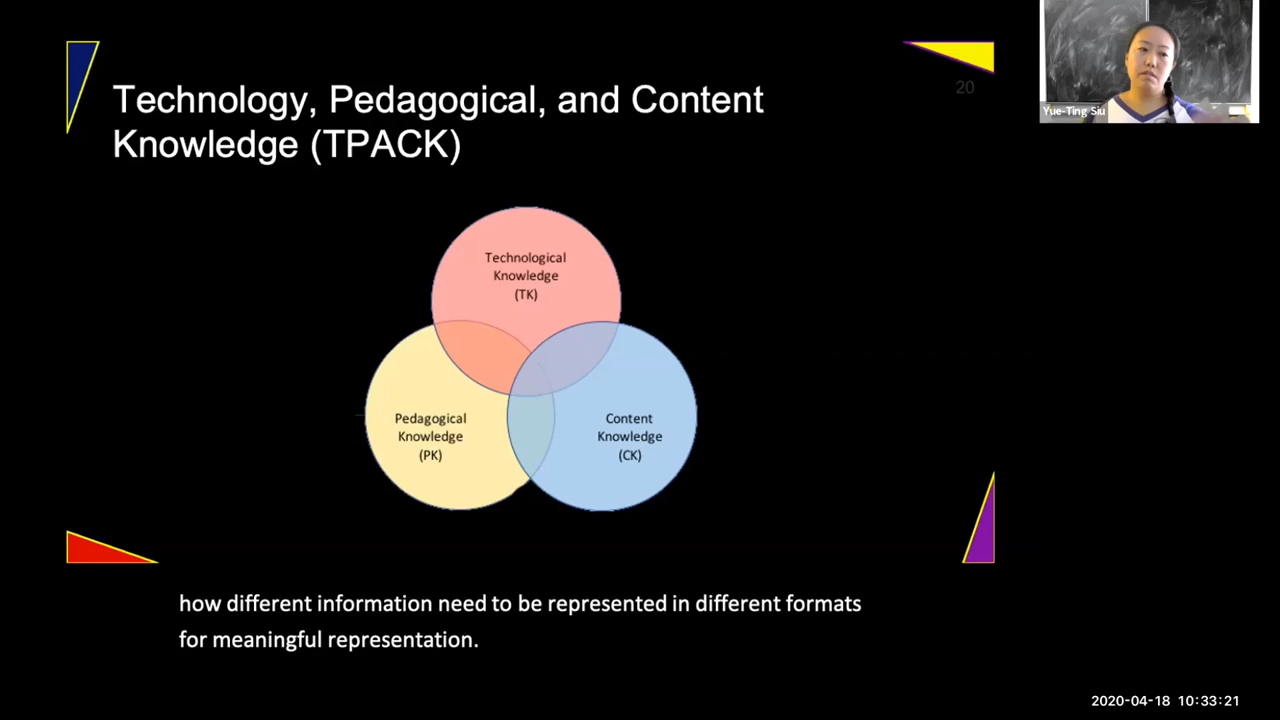 20
Technology, Pedagogical, and Content
Knowledge (TPACK)
Yue-Ting Siu
Technological
Knowledge
(TK)
Pedagogical
Knowledge
(PK)
Content
Knowledge
(CK)
how different information need to be represented in different formats
for meaningful representation.
2020-04-18 10:33:21